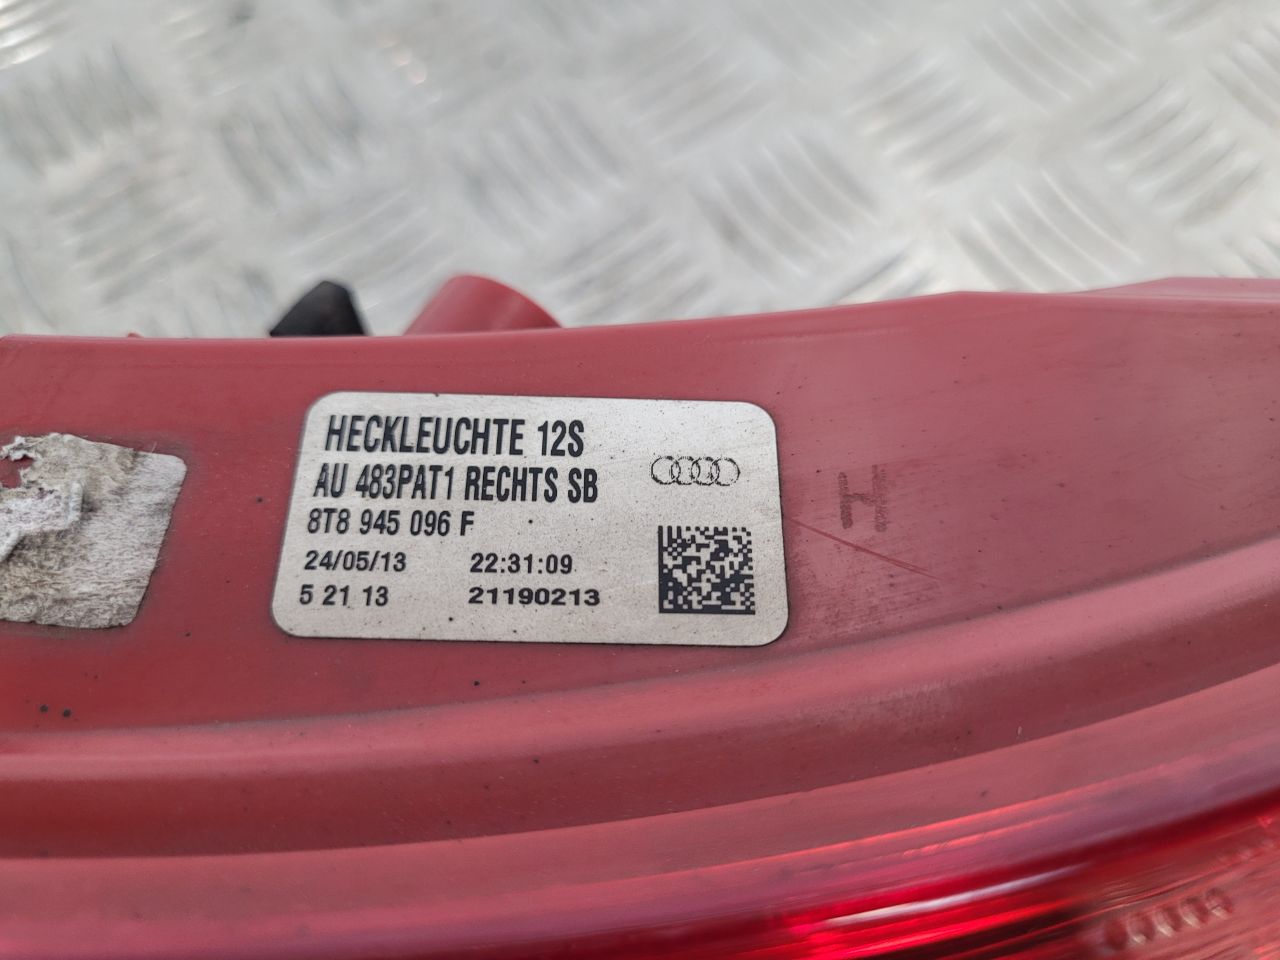 HECKLEUCHTE 12S
AU 483PAT1 RECHTS SB
8T8 945 096 F
24/05/13 22:31:09
5 21 13 21190213